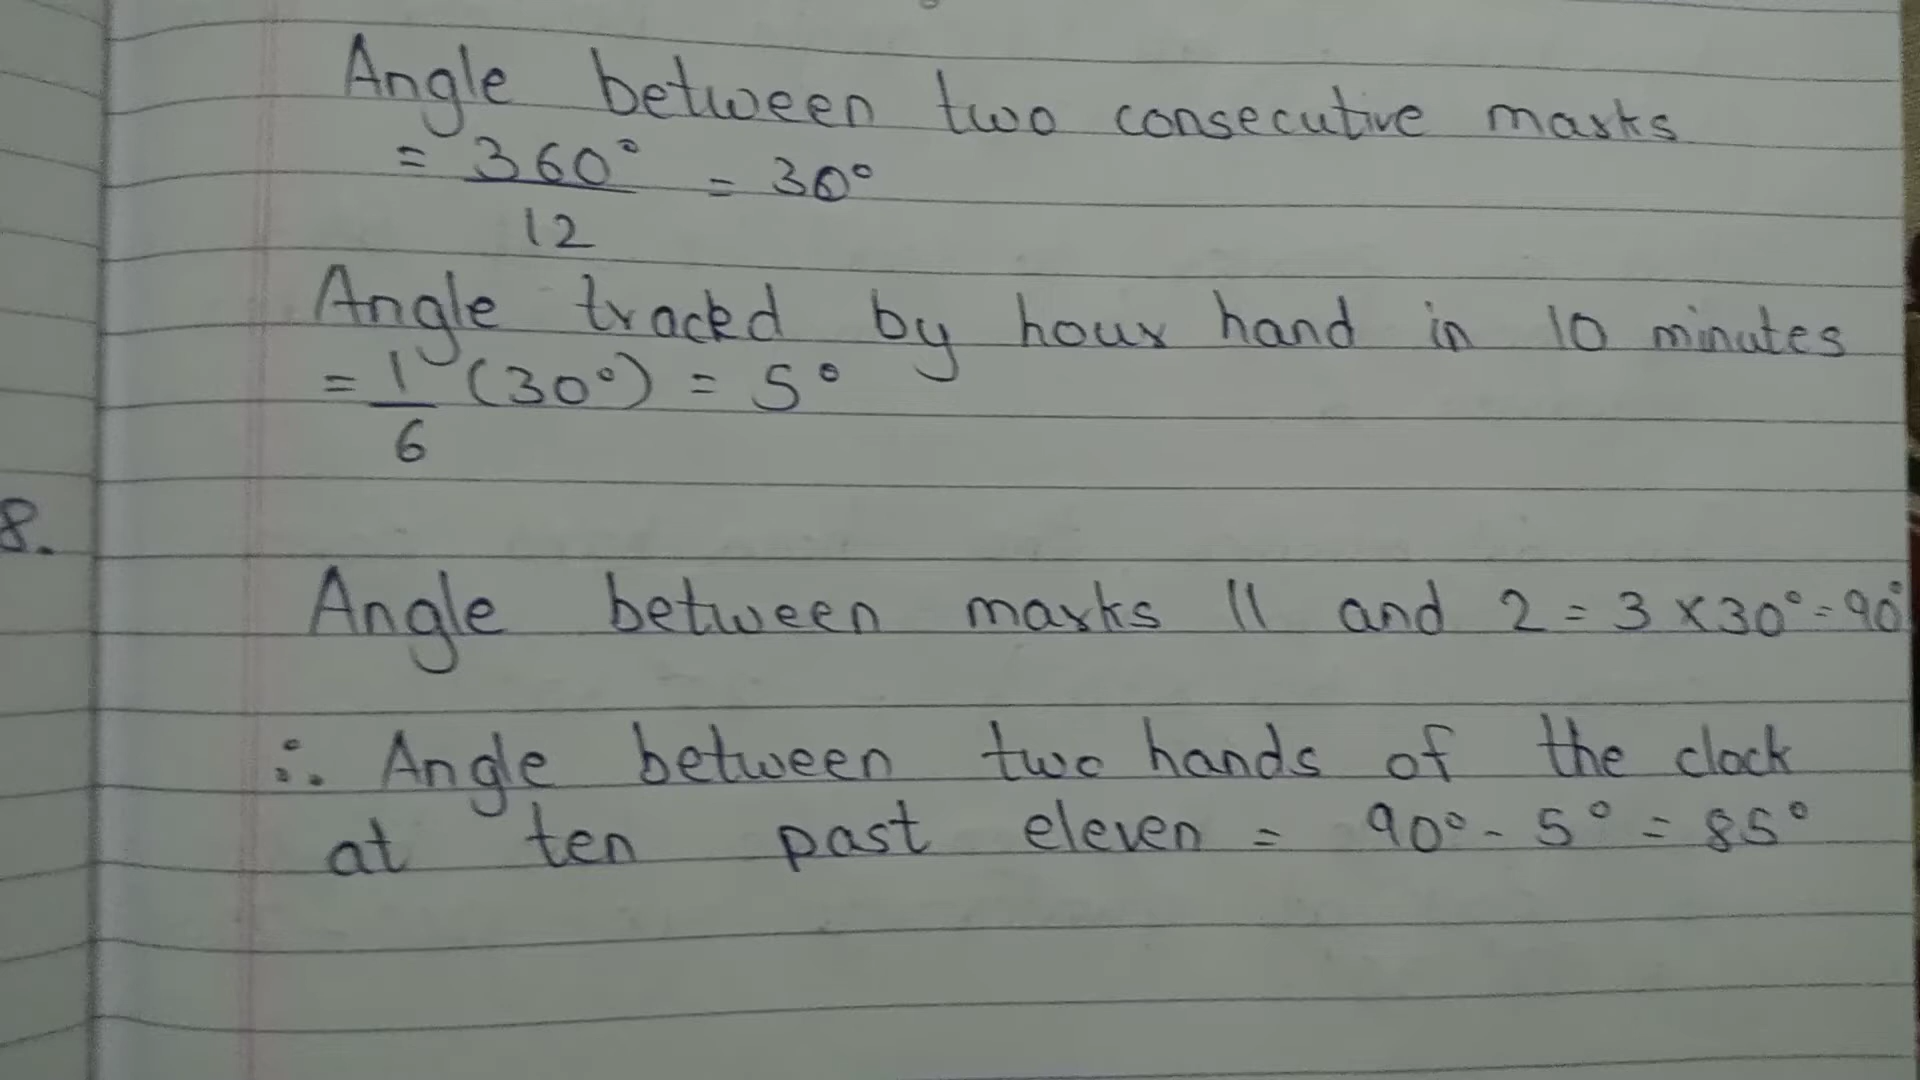 Angle between two consecutive marks
= 360° / 12 = 30°
Angle traced by hour hand in 10 minutes
= 1/6 (30°) = 5°
8.
Angle between marks 11 and 2 = 3 x 30° = 90°
∴ Angle between two hands of the clock
at ten past eleven = 90° - 5° = 85°